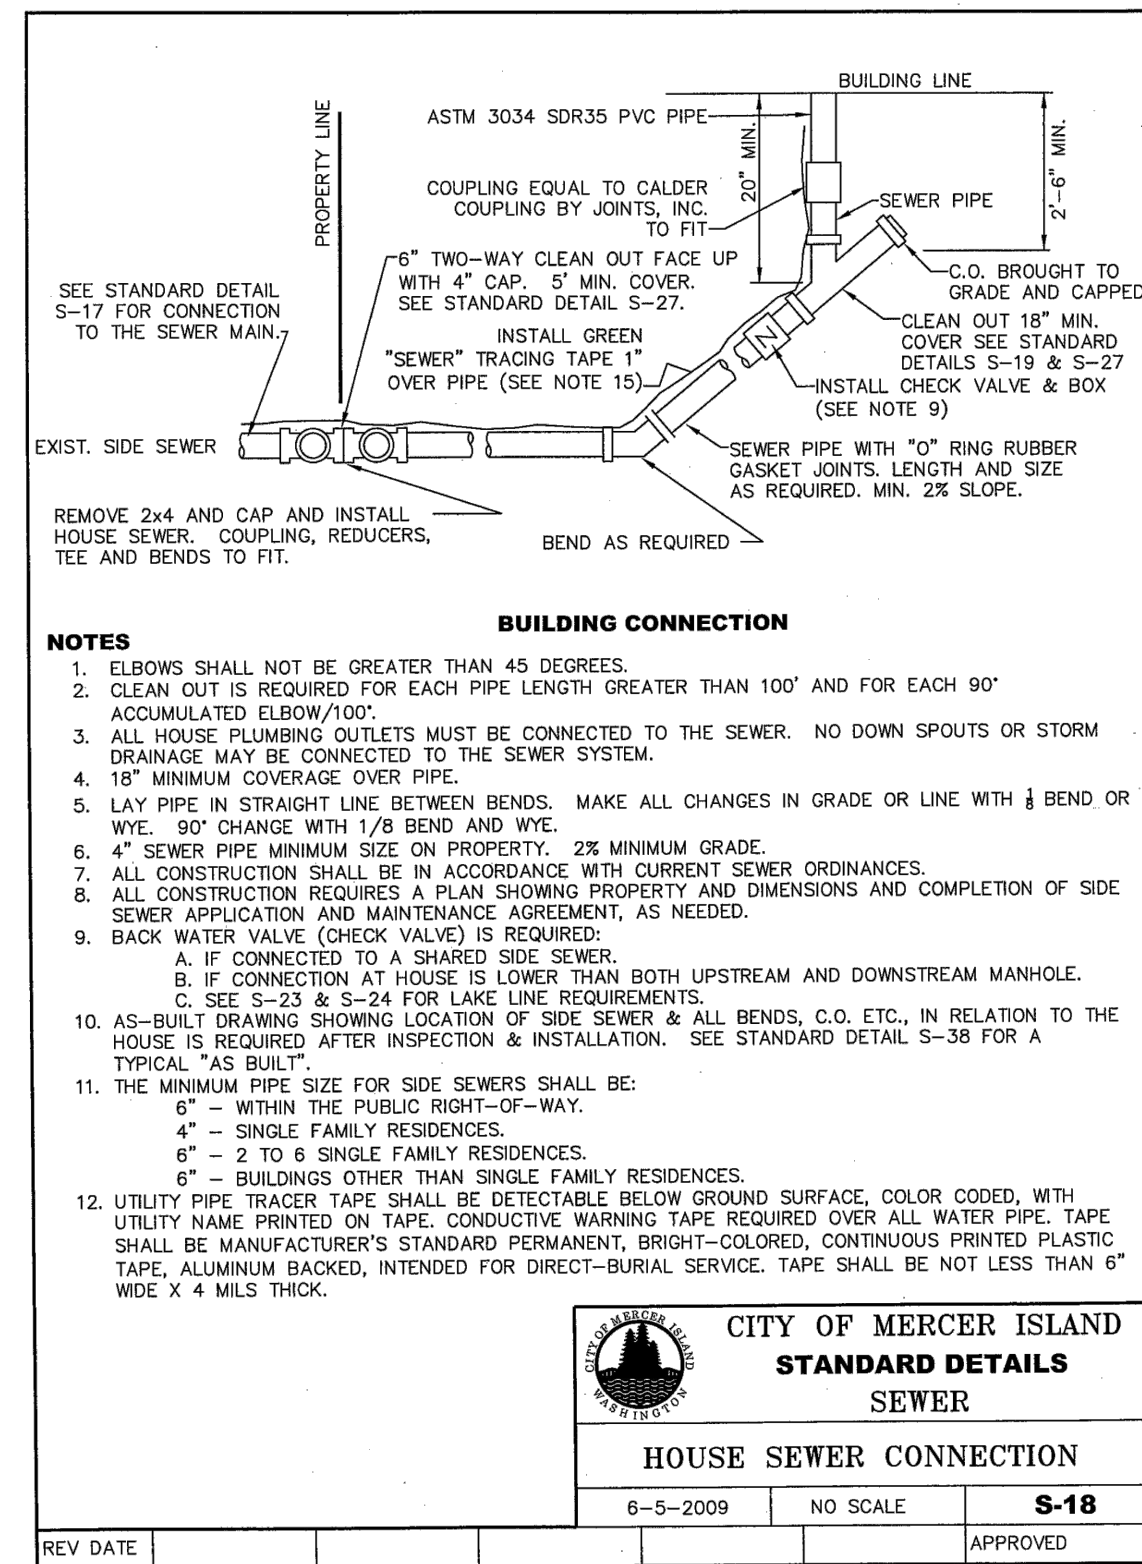 BUILDING LINE
PROPERTY LINE
ASTM 3034 SDR35 PVC PIPE
20" MIN.
2'-6" MIN.
COUPLING EQUAL TO CALDER
COUPLING BY JOINTS, INC.
TO FIT
SEWER PIPE
6" TWO-WAY CLEAN OUT FACE UP
WITH 4" CAP. 5' MIN. COVER.
SEE STANDARD DETAIL S-27.
C.O. BROUGHT TO
GRADE AND CAPPED
SEE STANDARD DETAIL
S-17 FOR CONNECTION
TO THE SEWER MAIN.
CLEAN OUT 18" MIN.
COVER SEE STANDARD
DETAILS S-19 & S-27
INSTALL GREEN
"SEWER" TRACING TAPE 1"
OVER PIPE (SEE NOTE 15)
N
INSTALL CHECK VALVE & BOX
(SEE NOTE 9)
EXIST. SIDE SEWER
SEWER PIPE WITH "O" RING RUBBER
GASKET JOINTS. LENGTH AND SIZE
AS REQUIRED. MIN. 2% SLOPE.
REMOVE 2x4 AND CAP AND INSTALL
HOUSE SEWER. COUPLING, REDUCERS,
TEE AND BENDS TO FIT.
BEND AS REQUIRED
BUILDING CONNECTION
NOTES
1. ELBOWS SHALL NOT BE GREATER THAN 45 DEGREES.
2. CLEAN OUT IS REQUIRED FOR EACH PIPE LENGTH GREATER THAN 100' AND FOR EACH 90°
ACCUMULATED ELBOW/100°.
3. ALL HOUSE PLUMBING OUTLETS MUST BE CONNECTED TO THE SEWER. NO DOWN SPOUTS OR STORM
DRAINAGE MAY BE CONNECTED TO THE SEWER SYSTEM.
4. 18" MINIMUM COVERAGE OVER PIPE.
5. LAY PIPE IN STRAIGHT LINE BETWEEN BENDS. MAKE ALL CHANGES IN GRADE OR LINE WITH ⅛ BEND OR
WYE. 90° CHANGE WITH 1/8 BEND AND WYE.
6. 4" SEWER PIPE MINIMUM SIZE ON PROPERTY. 2% MINIMUM GRADE.
7. ALL CONSTRUCTION SHALL BE IN ACCORDANCE WITH CURRENT SEWER ORDINANCES.
8. ALL CONSTRUCTION REQUIRES A PLAN SHOWING PROPERTY AND DIMENSIONS AND COMPLETION OF SIDE
SEWER APPLICATION AND MAINTENANCE AGREEMENT, AS NEEDED.
9. BACK WATER VALVE (CHECK VALVE) IS REQUIRED:
A. IF CONNECTED TO A SHARED SIDE SEWER.
B. IF CONNECTION AT HOUSE IS LOWER THAN BOTH UPSTREAM AND DOWNSTREAM MANHOLE.
C. SEE S-23 & S-24 FOR LAKE LINE REQUIREMENTS.
10. AS-BUILT DRAWING SHOWING LOCATION OF SIDE SEWER & ALL BENDS, C.O. ETC., IN RELATION TO THE
HOUSE IS REQUIRED AFTER INSPECTION & INSTALLATION. SEE STANDARD DETAIL S-38 FOR A
TYPICAL "AS BUILT".
11. THE MINIMUM PIPE SIZE FOR SIDE SEWERS SHALL BE:
6" - WITHIN THE PUBLIC RIGHT-OF-WAY.
4" - SINGLE FAMILY RESIDENCES.
6" - 2 TO 6 SINGLE FAMILY RESIDENCES.
6" - BUILDINGS OTHER THAN SINGLE FAMILY RESIDENCES.
12. UTILITY PIPE TRACER TAPE SHALL BE DETECTABLE BELOW GROUND SURFACE, COLOR CODED, WITH
UTILITY NAME PRINTED ON TAPE. CONDUCTIVE WARNING TAPE REQUIRED OVER ALL WATER PIPE. TAPE
SHALL BE MANUFACTURER'S STANDARD PERMANENT, BRIGHT-COLORED, CONTINUOUS PRINTED PLASTIC
TAPE, ALUMINUM BACKED, INTENDED FOR DIRECT-BURIAL SERVICE. TAPE SHALL BE NOT LESS THAN 6"
WIDE X 4 MILS THICK.
CITY OF MERCER ISLAND
WASHINGTON
CITY OF MERCER ISLAND
STANDARD DETAILS
SEWER
HOUSE SEWER CONNECTION
6-5-2009
NO SCALE
S-18
REV DATE
APPROVED